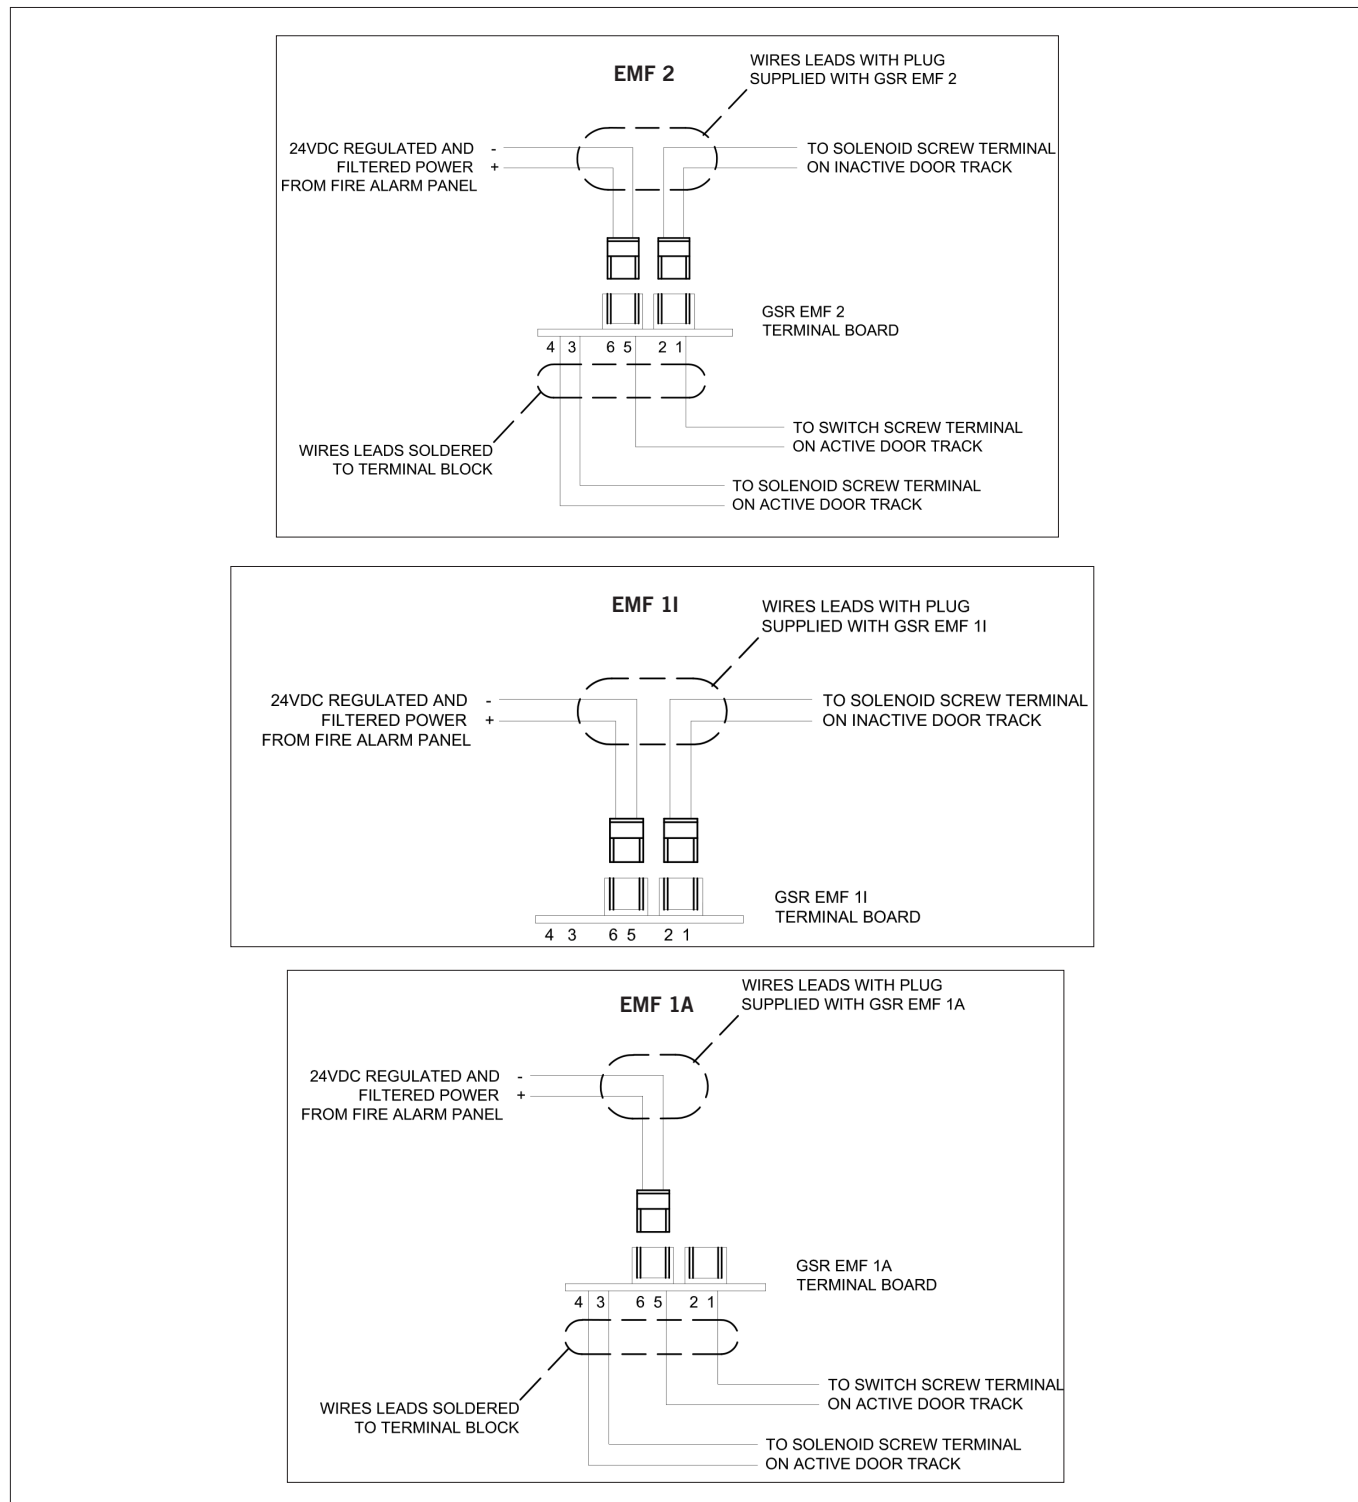 EMF 2
WIRES LEADS WITH PLUG
SUPPLIED WITH GSR EMF 2
24VDC REGULATED AND -
FILTERED POWER +
FROM FIRE ALARM PANEL
TO SOLENOID SCREW TERMINAL
ON INACTIVE DOOR TRACK
GSR EMF 2
TERMINAL BOARD
4 3 6 5 2 1
TO SWITCH SCREW TERMINAL
ON ACTIVE DOOR TRACK
WIRES LEADS SOLDERED
TO TERMINAL BLOCK
TO SOLENOID SCREW TERMINAL
ON ACTIVE DOOR TRACK
EMF 1I
WIRES LEADS WITH PLUG
SUPPLIED WITH GSR EMF 1I
24VDC REGULATED AND -
FILTERED POWER +
FROM FIRE ALARM PANEL
TO SOLENOID SCREW TERMINAL
ON INACTIVE DOOR TRACK
GSR EMF 1I
TERMINAL BOARD
4 3 6 5 2 1
EMF 1A
WIRES LEADS WITH PLUG
SUPPLIED WITH GSR EMF 1A
24VDC REGULATED AND -
FILTERED POWER +
FROM FIRE ALARM PANEL
GSR EMF 1A
TERMINAL BOARD
4 3 6 5 2 1
TO SWITCH SCREW TERMINAL
ON ACTIVE DOOR TRACK
WIRES LEADS SOLDERED
TO TERMINAL BLOCK
TO SOLENOID SCREW TERMINAL
ON ACTIVE DOOR TRACK